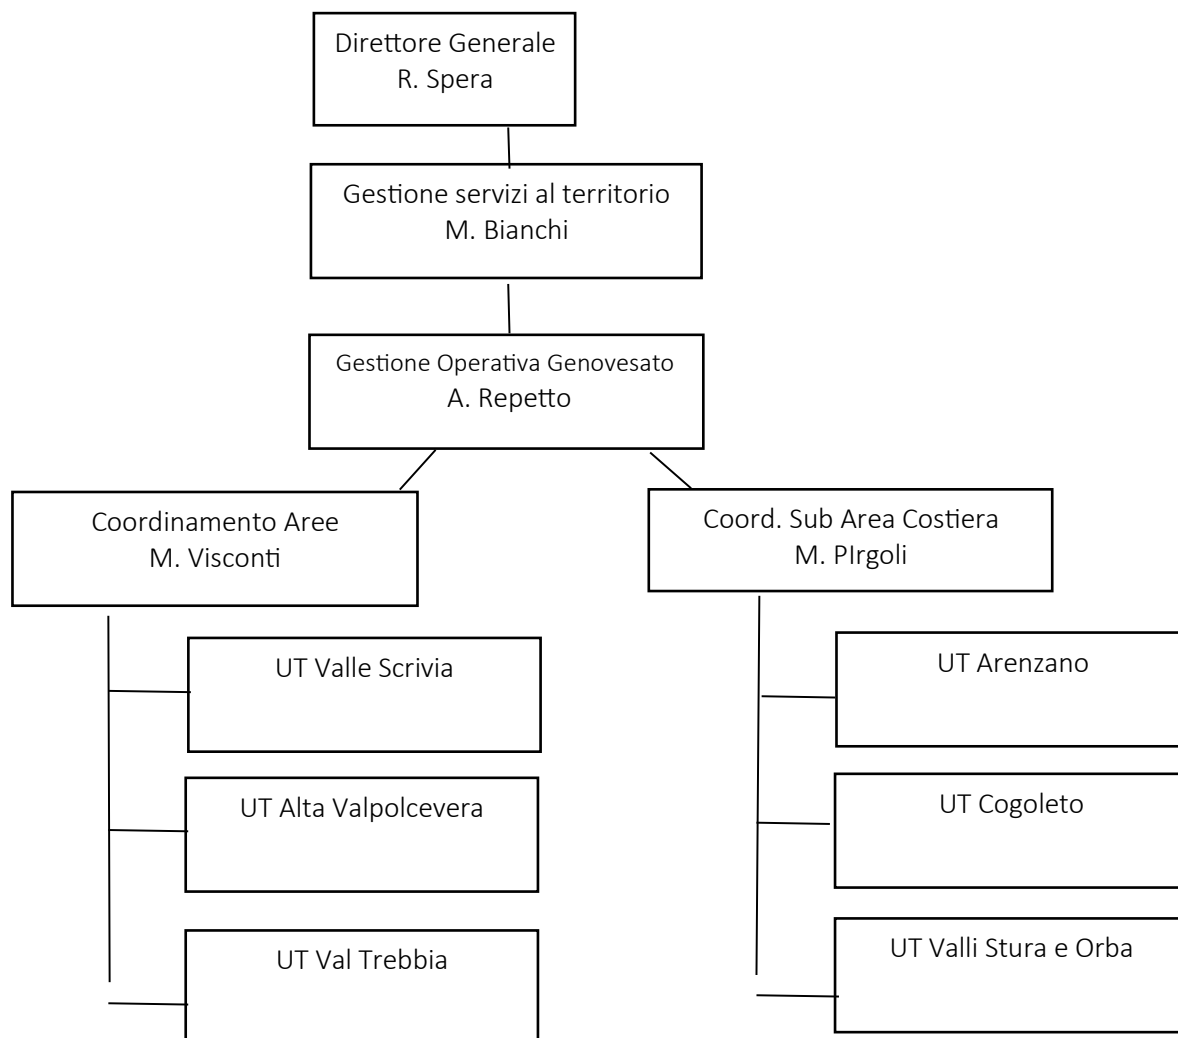 Direttore Generale
R. Spera
Gestione servizi al territorio
M. Bianchi
Gestione Operativa Genovesato
A. Repetto
Coordinamento Aree
M. Visconti
Coord. Sub Area Costiera
M. PIrgoli
UT Valle Scrivia
UT Alta Valpolcevera
UT Val Trebbia
UT Arenzano
UT Cogoleto
UT Valli Stura e Orba